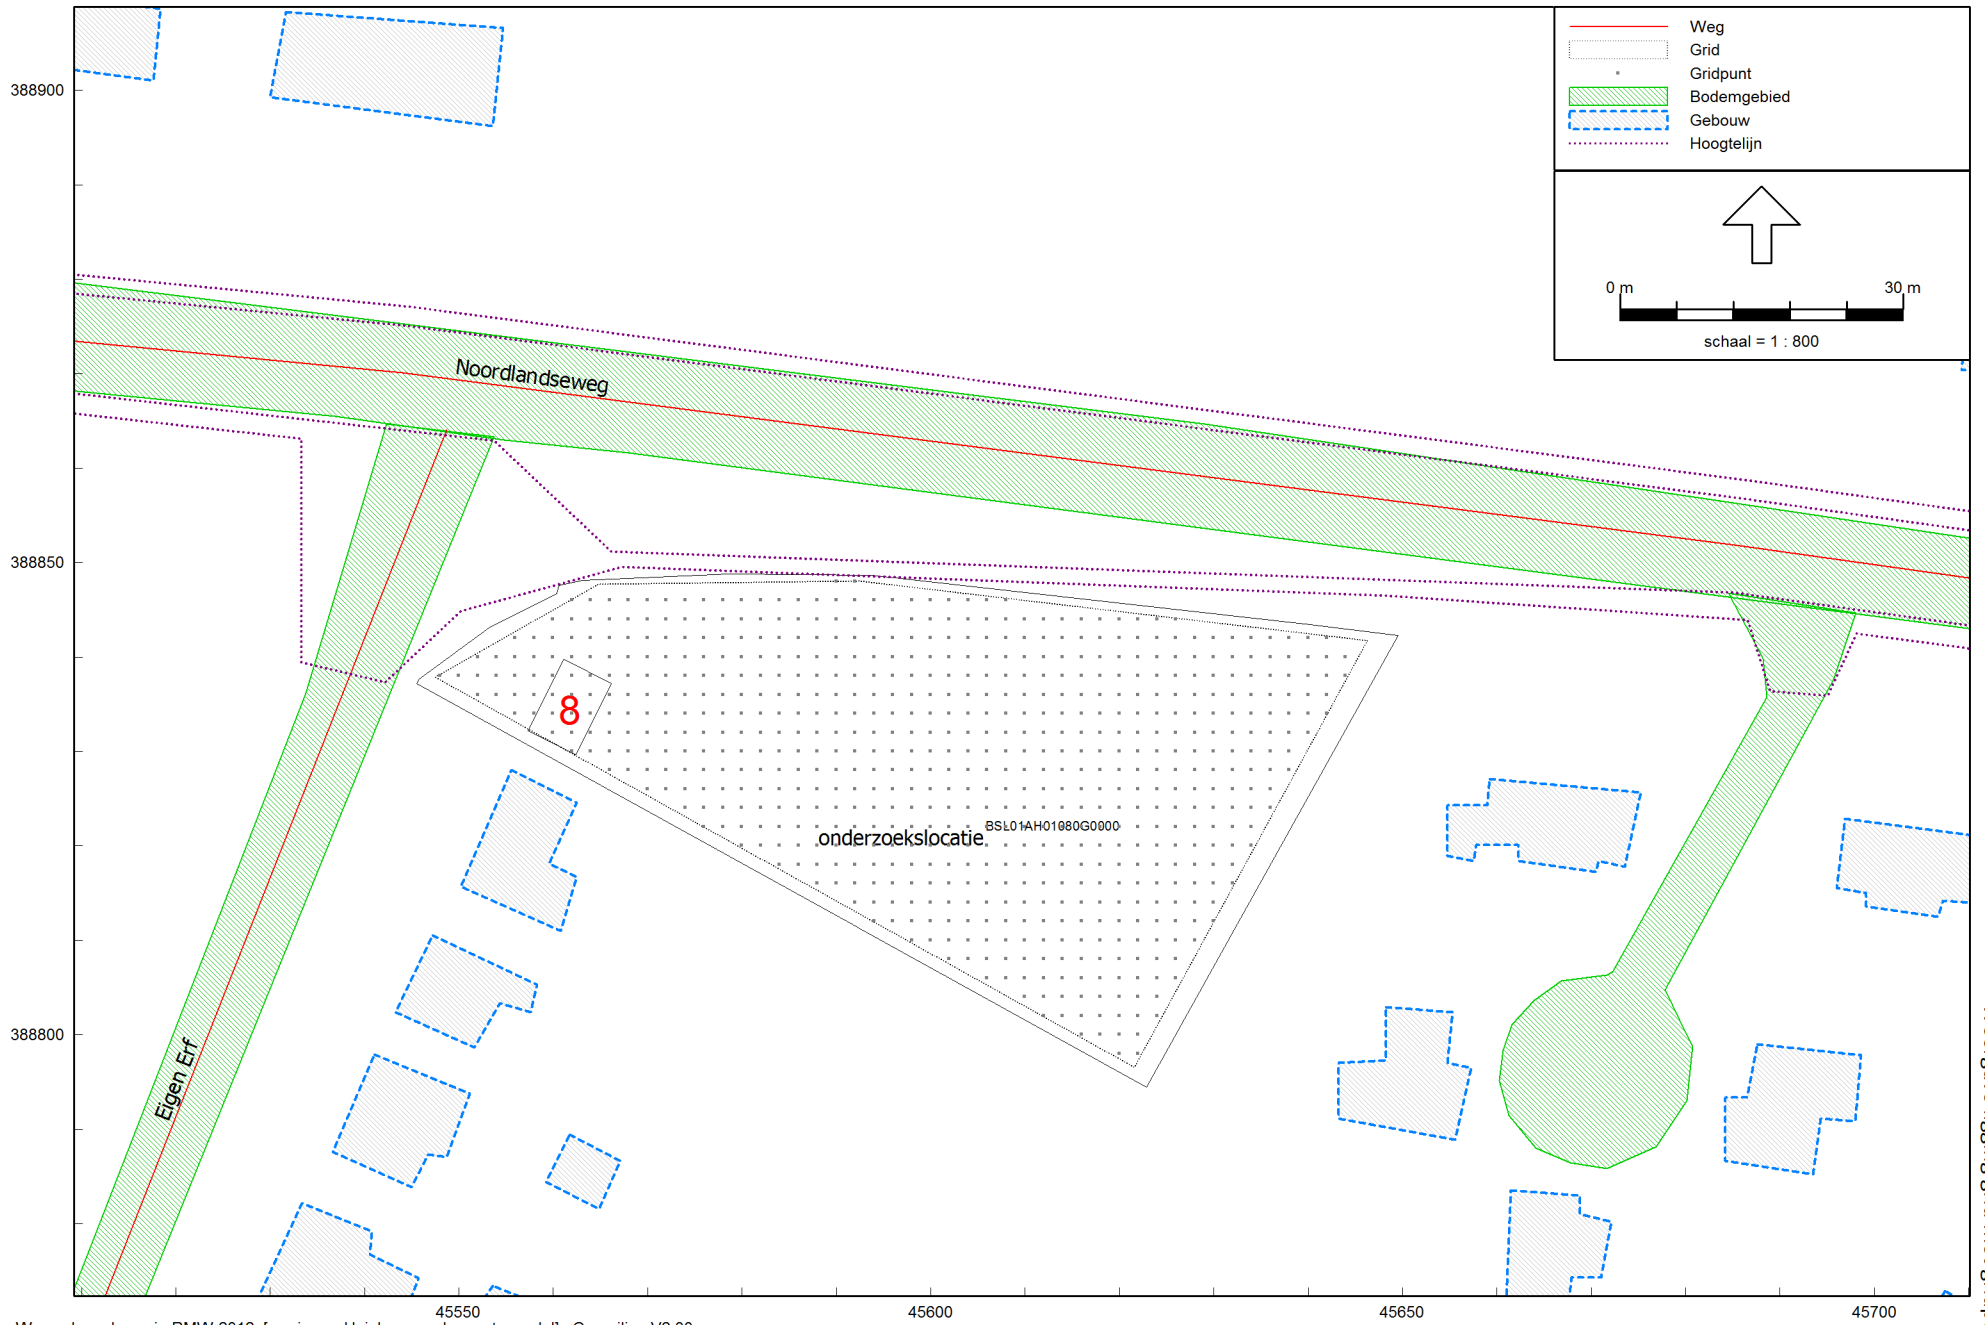 Weg
Grid
Gridpunt
Bodemgebied
Gebouw
Hoogtelijn
0 m
30 m
schaal = 1 : 800
388900
388850
388800
Noordlandseweg
8
onderzoekslocatie
BSL01AH01080G0000
Eigen Erf
45550
45600
45650
45700